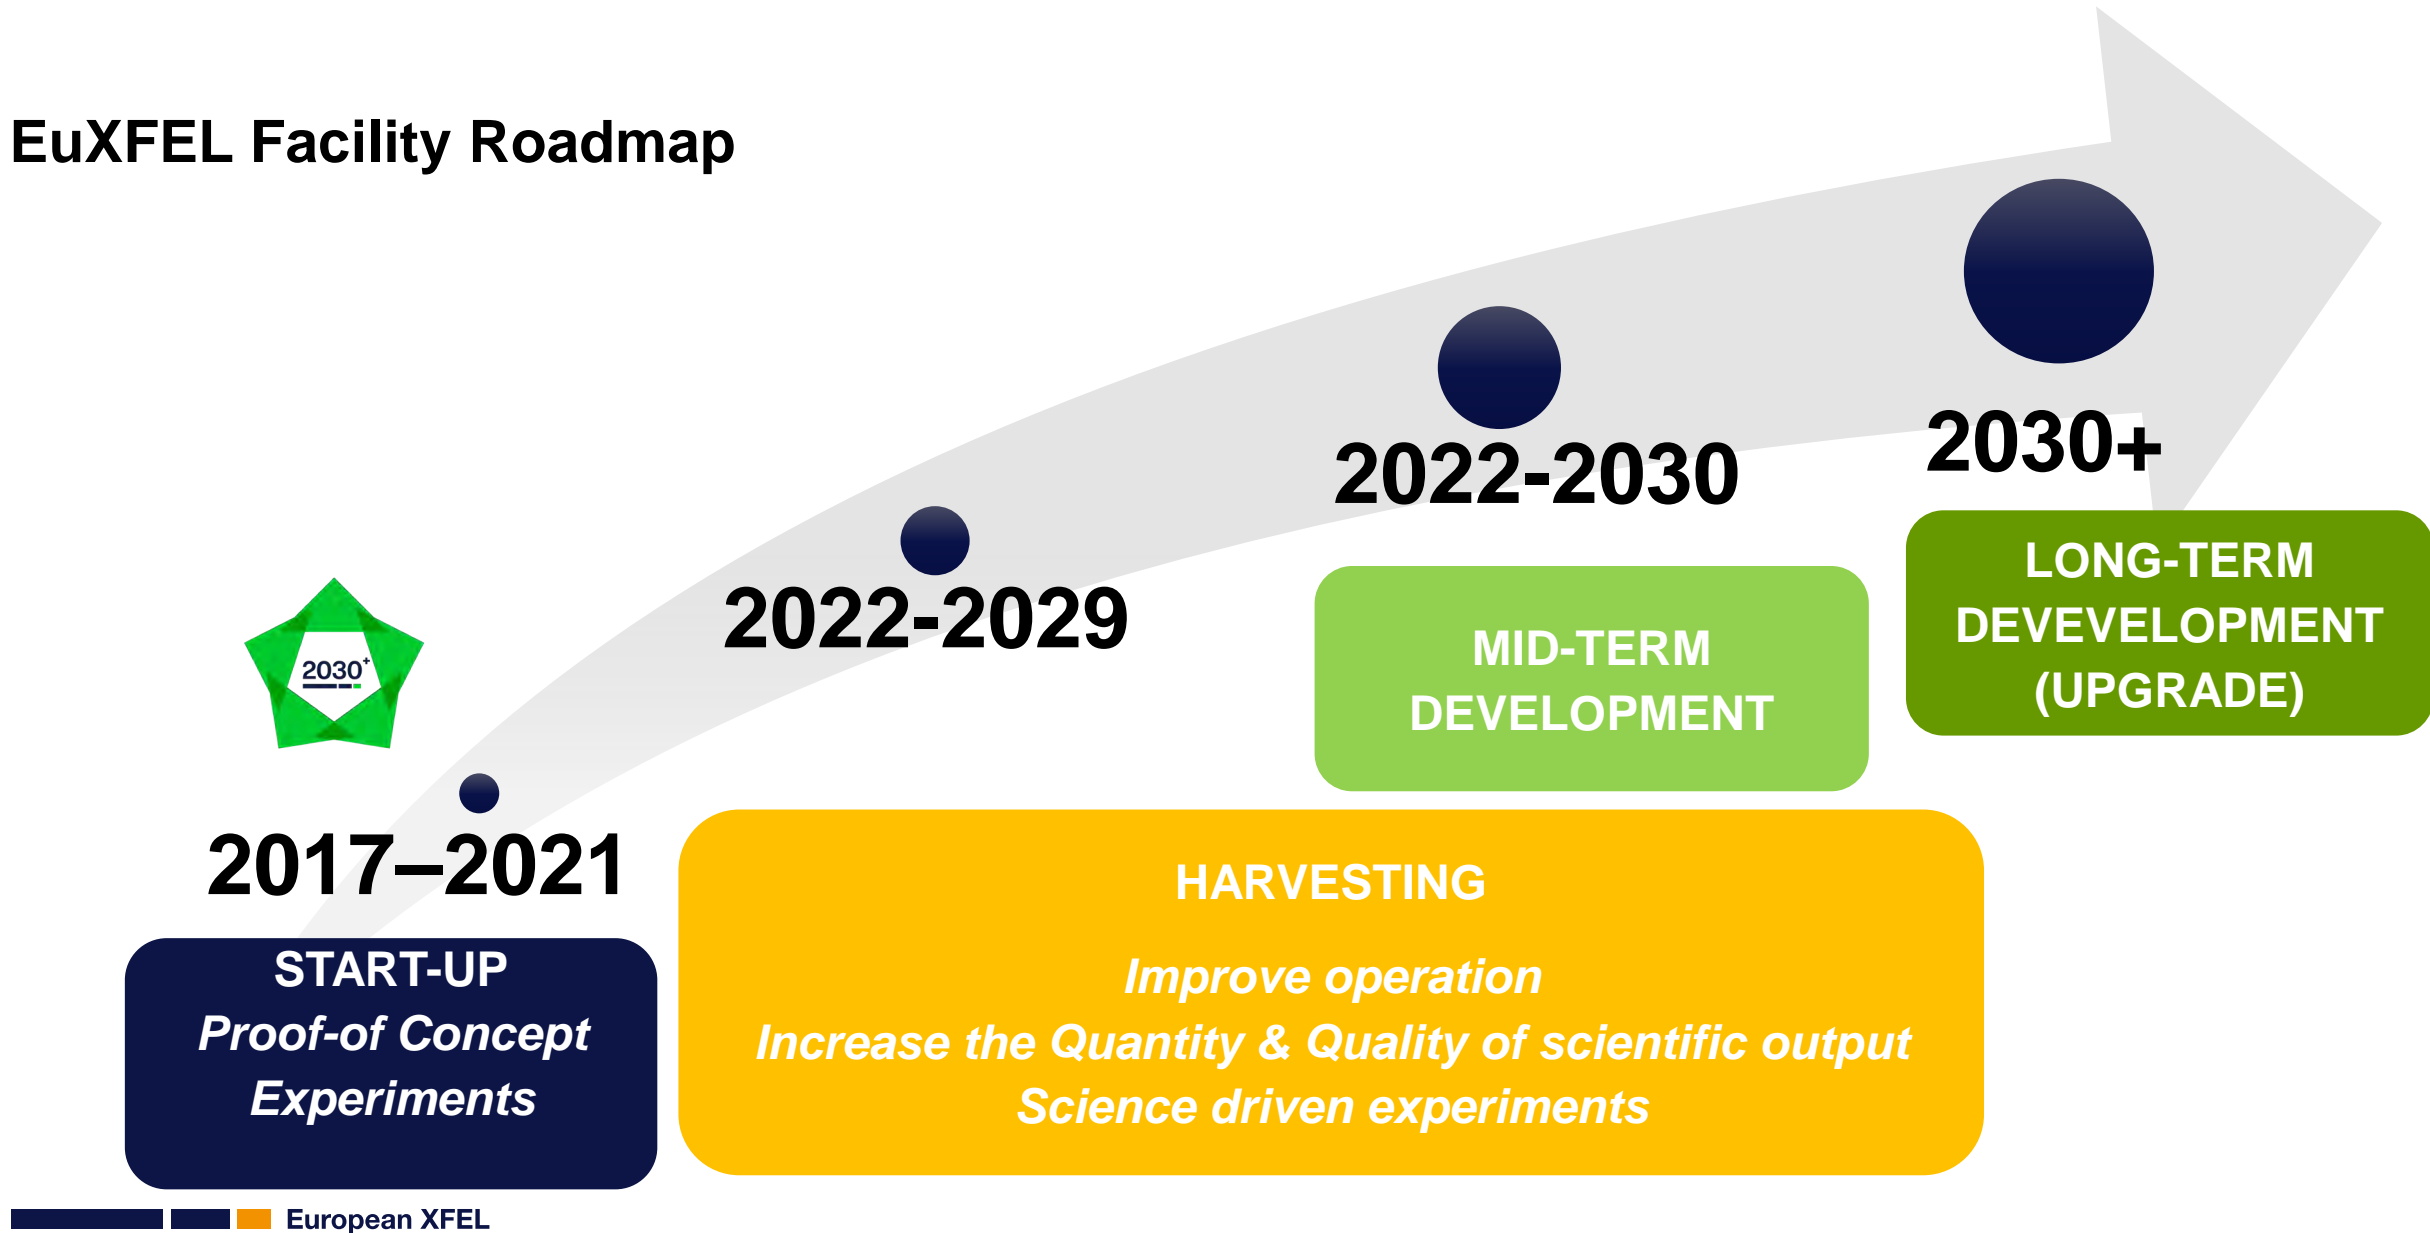 EuXFEL Facility Roadmap
2030+
2017–2021
START-UP
Proof-of Concept
Experiments
2022-2029
HARVESTING
Improve operation
Increase the Quantity & Quality of scientific output
Science driven experiments
2022-2030
MID-TERM
DEVELOPMENT
2030+
LONG-TERM
DEVEVELOPMENT
(UPGRADE)
European XFEL